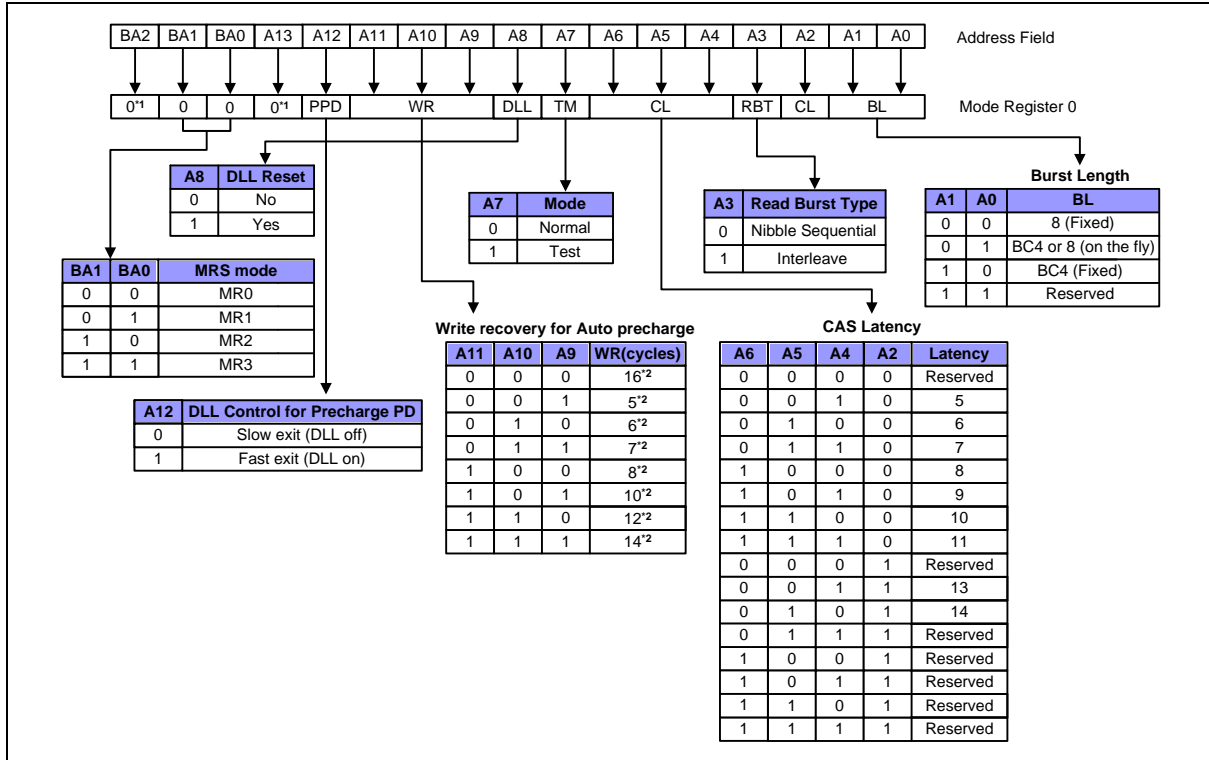 BA2 BA1 BA0 A13 A12 A11 A10 A9 A8 A7 A6 A5 A4 A3 A2 A1 A0 Address Field
0*1 0 0 0*1 PPD WR DLL TM CL RBT CL BL Mode Register 0
A8 DLL Reset
0 No
1 Yes
A7 Mode
0 Normal
1 Test
A3 Read Burst Type
0 Nibble Sequential
1 Interleave
Burst Length
A1 A0 BL
0 0 8 (Fixed)
0 1 BC4 or 8 (on the fly)
1 0 BC4 (Fixed)
1 1 Reserved
BA1 BA0 MRS mode
0 0 MR0
0 1 MR1
1 0 MR2
1 1 MR3
A12 DLL Control for Precharge PD
0 Slow exit (DLL off)
1 Fast exit (DLL on)
Write recovery for Auto precharge
A11 A10 A9 WR(cycles)
0 0 0 16*2
0 0 1 5*2
0 1 0 6*2
0 1 1 7*2
1 0 0 8*2
1 0 1 10*2
1 1 0 12*2
1 1 1 14*2
CAS Latency
A6 A5 A4 A2 Latency
0 0 0 0 Reserved
0 0 1 0 5
0 1 0 0 6
0 1 1 0 7
1 0 0 0 8
1 0 1 0 9
1 1 0 0 10
1 1 1 0 11
0 0 0 1 Reserved
0 0 1 1 13
0 1 0 1 14
0 1 1 1 Reserved
1 0 0 1 Reserved
1 0 1 1 Reserved
1 1 0 1 Reserved
1 1 1 1 Reserved